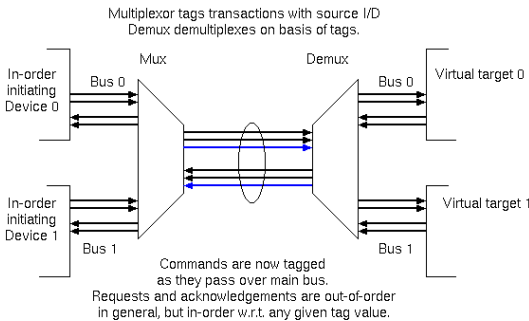 Multiplexor tags transactions with source I/D
Demux demultiplexes on basis of tags.
Mux
Demux
In-order
initiating
Device 0
Bus 0
Bus 0
Virtual target 0
In-order
initiating
Device 1
Bus 1
Bus 1
Virtual target 1
Commands are now tagged
as they pass over main bus.
Requests and acknowledgements are out-of-order
in general, but in-order w.r.t. any given tag value.